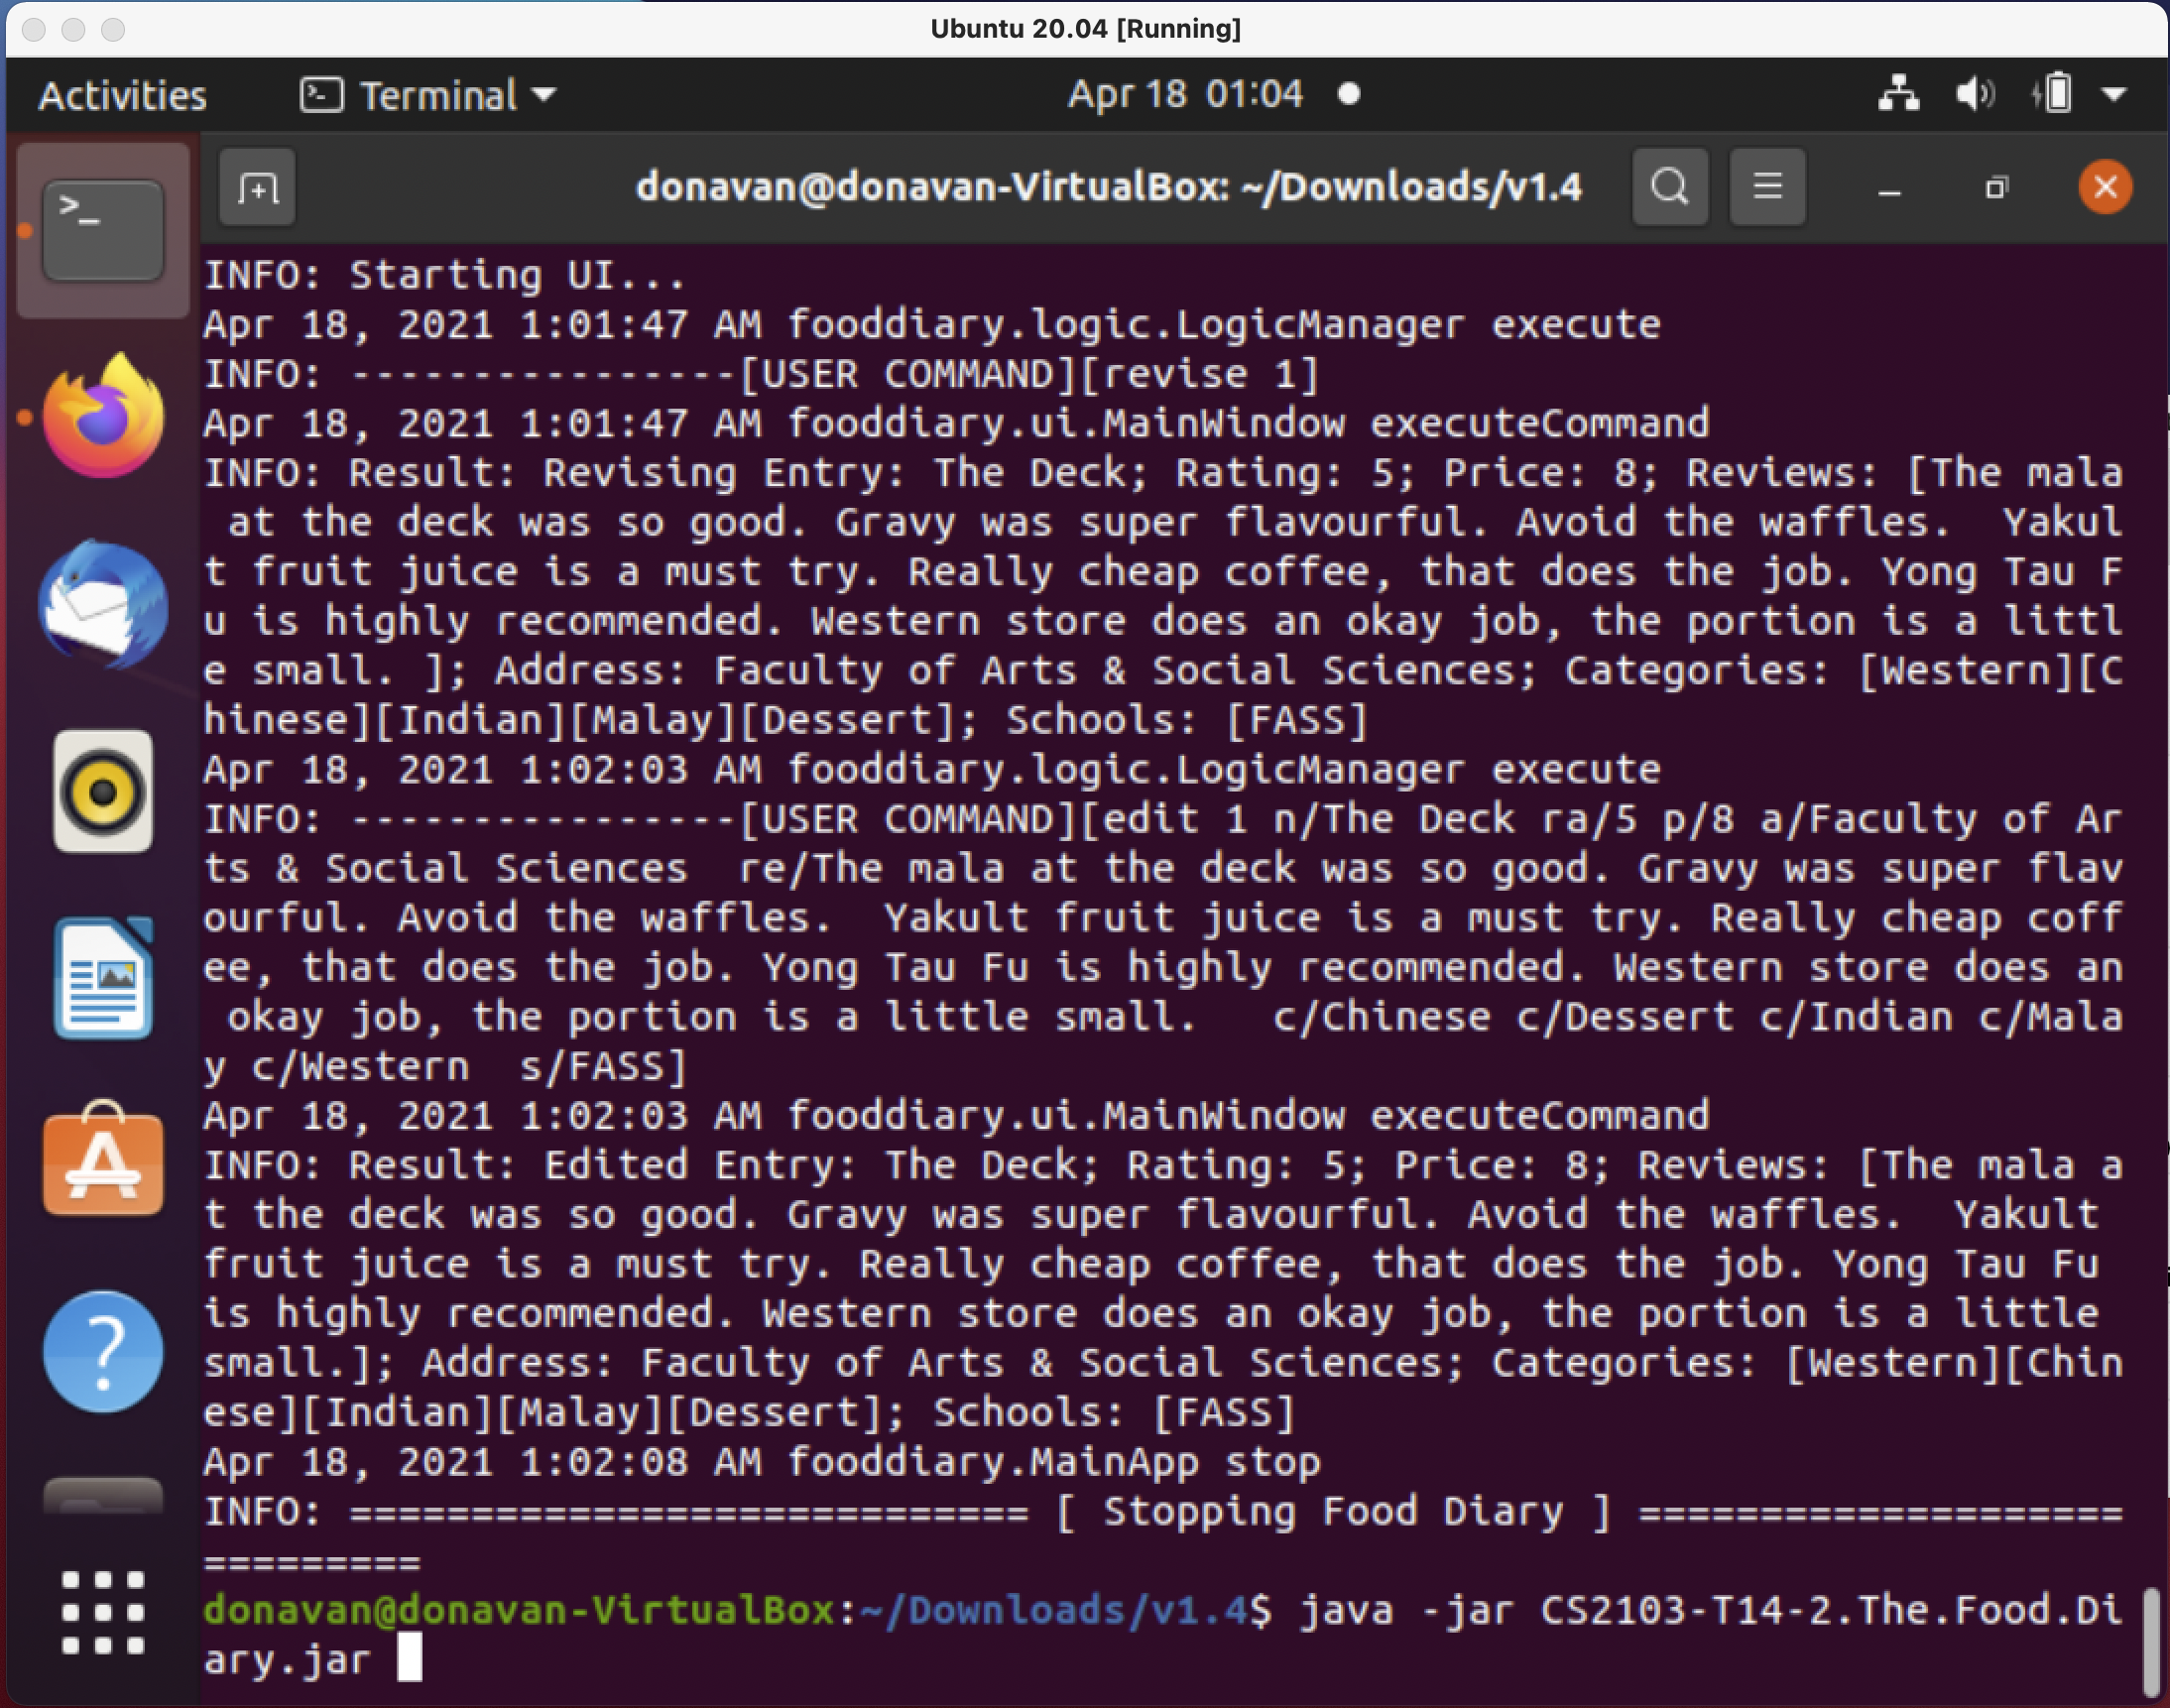 Ubuntu 20.04 [Running]
Activities Terminal Apr 18 01:04
donavan@donavan-VirtualBox: ~/Downloads/v1.4
INFO: Starting UI...
Apr 18, 2021 1:01:47 AM fooddiary.logic.LogicManager execute
INFO: ----------------[USER COMMAND][revise 1]
Apr 18, 2021 1:01:47 AM fooddiary.ui.MainWindow executeCommand
INFO: Result: Revising Entry: The Deck; Rating: 5; Price: 8; Reviews: [The mala
 at the deck was so good. Gravy was super flavourful. Avoid the waffles.  Yakul
t fruit juice is a must try. Really cheap coffee, that does the job. Yong Tau F
u is highly recommended. Western store does an okay job, the portion is a littl
e small. ]; Address: Faculty of Arts & Social Sciences; Categories: [Western][C
hinese][Indian][Malay][Dessert]; Schools: [FASS]
Apr 18, 2021 1:02:03 AM fooddiary.logic.LogicManager execute
INFO: ----------------[USER COMMAND][edit 1 n/The Deck ra/5 p/8 a/Faculty of Ar
ts & Social Sciences  re/The mala at the deck was so good. Gravy was super flav
ourful. Avoid the waffles.  Yakult fruit juice is a must try. Really cheap coff
ee, that does the job. Yong Tau Fu is highly recommended. Western store does an
 okay job, the portion is a little small.   c/Chinese c/Dessert c/Indian c/Mala
y c/Western  s/FASS]
Apr 18, 2021 1:02:03 AM fooddiary.ui.MainWindow executeCommand
INFO: Result: Edited Entry: The Deck; Rating: 5; Price: 8; Reviews: [The mala a
t the deck was so good. Gravy was super flavourful. Avoid the waffles.  Yakult
fruit juice is a must try. Really cheap coffee, that does the job. Yong Tau Fu
is highly recommended. Western store does an okay job, the portion is a little
small.]; Address: Faculty of Arts & Social Sciences; Categories: [Western][Chin
ese][Indian][Malay][Dessert]; Schools: [FASS]
Apr 18, 2021 1:02:08 AM fooddiary.MainApp stop
INFO: ============================ [ Stopping Food Diary ] ====================
=========
donavan@donavan-VirtualBox:~/Downloads/v1.4$ java -jar CS2103-T14-2.The.Food.Di
ary.jar